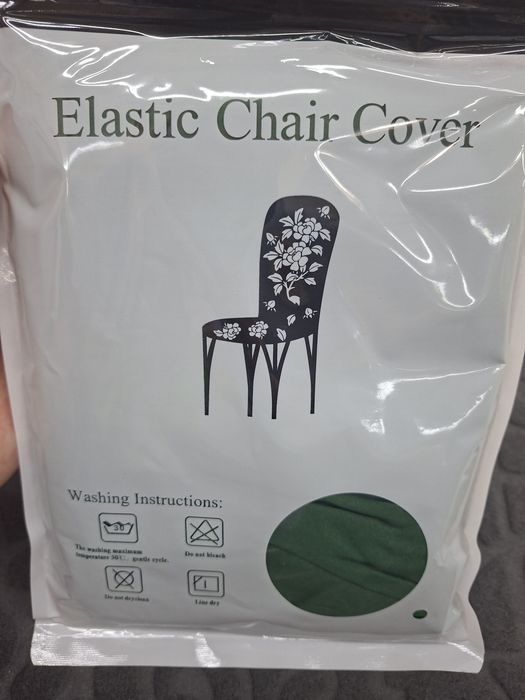 Elastic Chair Cover
Washing Instructions:
30
The washing maximum
temperature 30℃, gentle cycle.
Do not bleach
Do not dryclean
Line dry